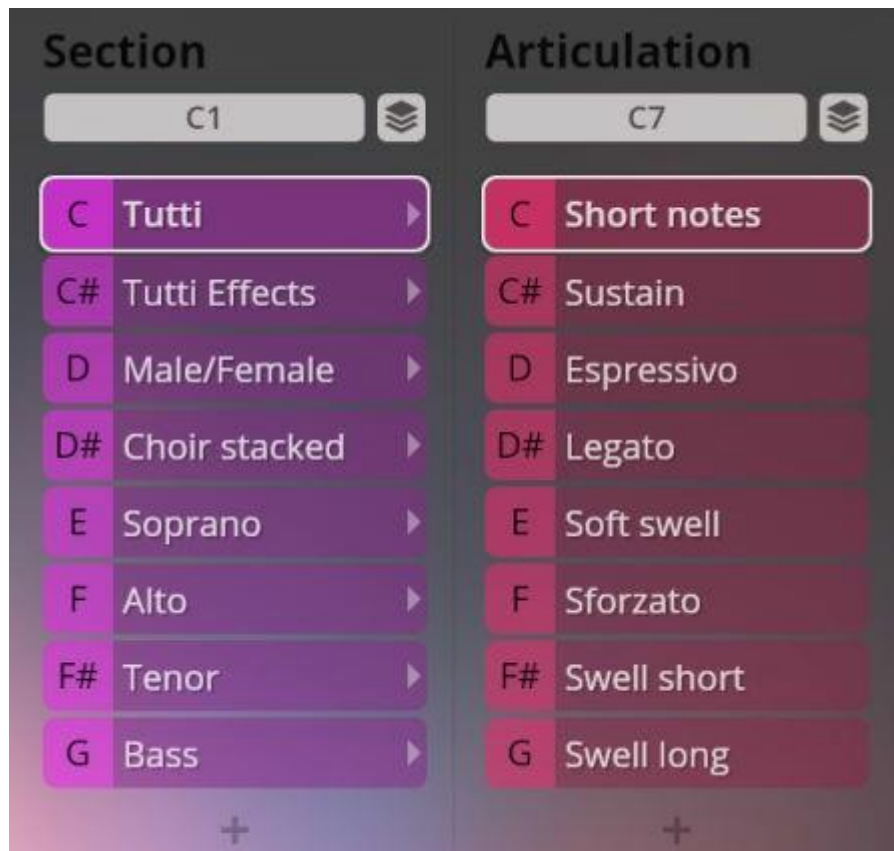 Section
C1
C Tutti
C# Tutti Effects
D Male/Female
D# Choir stacked
E Soprano
F Alto
F# Tenor
G Bass
+
Articulation
C7
C Short notes
C# Sustain
D Espressivo
D# Legato
E Soft swell
F Sforzato
F# Swell short
G Swell long
+